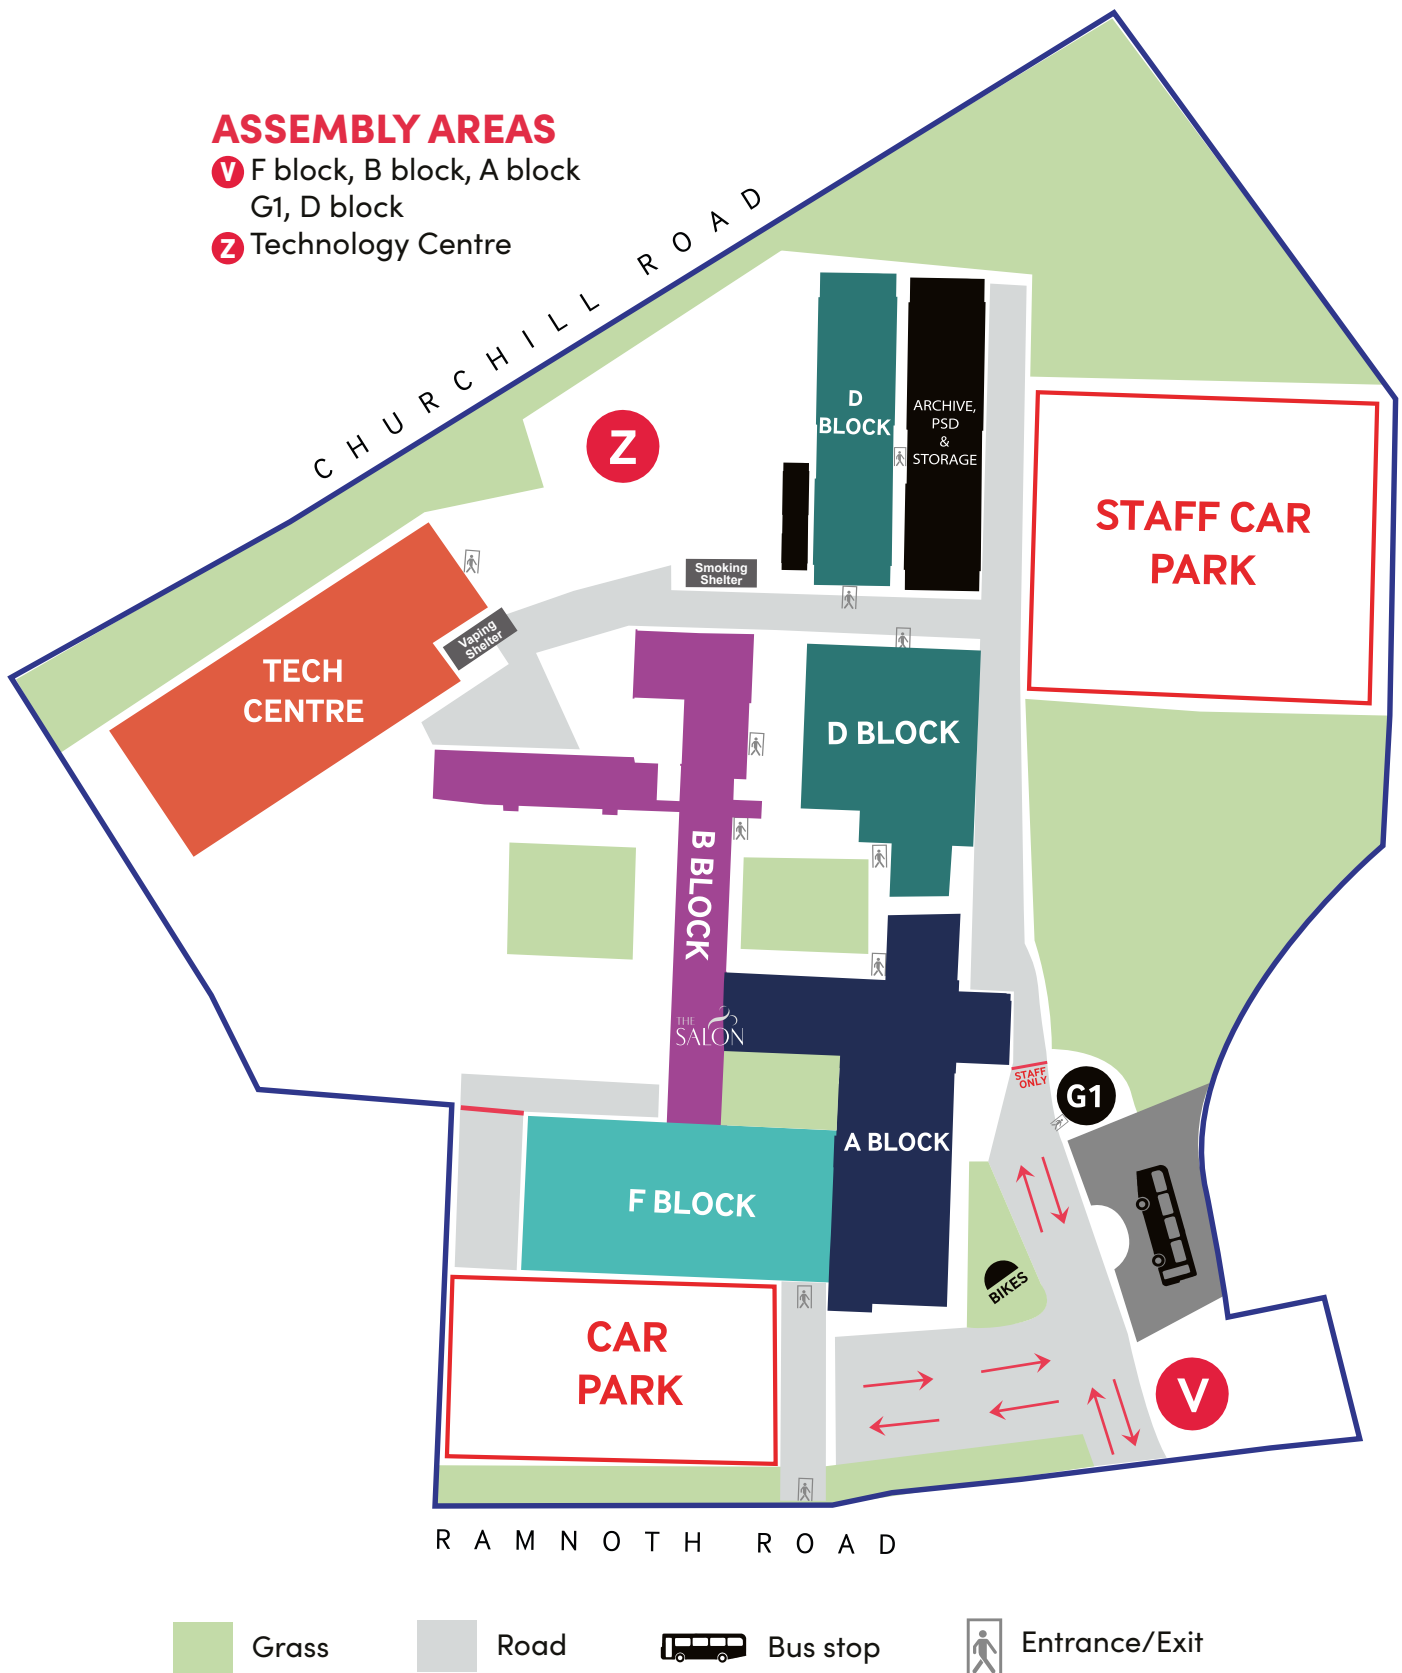 ASSEMBLY AREAS
V F block, B block, A block
G1, D block
Z Technology Centre
CHURCHILL ROAD
Z
D
BLOCK
ARCHIVE,
PSD
&
STORAGE
STAFF CAR
PARK
Smoking
Shelter
Vaping
Shelter
TECH
CENTRE
D BLOCK
B BLOCK
THE
SALON
STAFF
ONLY
G1
A BLOCK
F BLOCK
BIKES
CAR
PARK
V
RAMNOTH ROAD
Grass
Road
Bus stop
Entrance/Exit